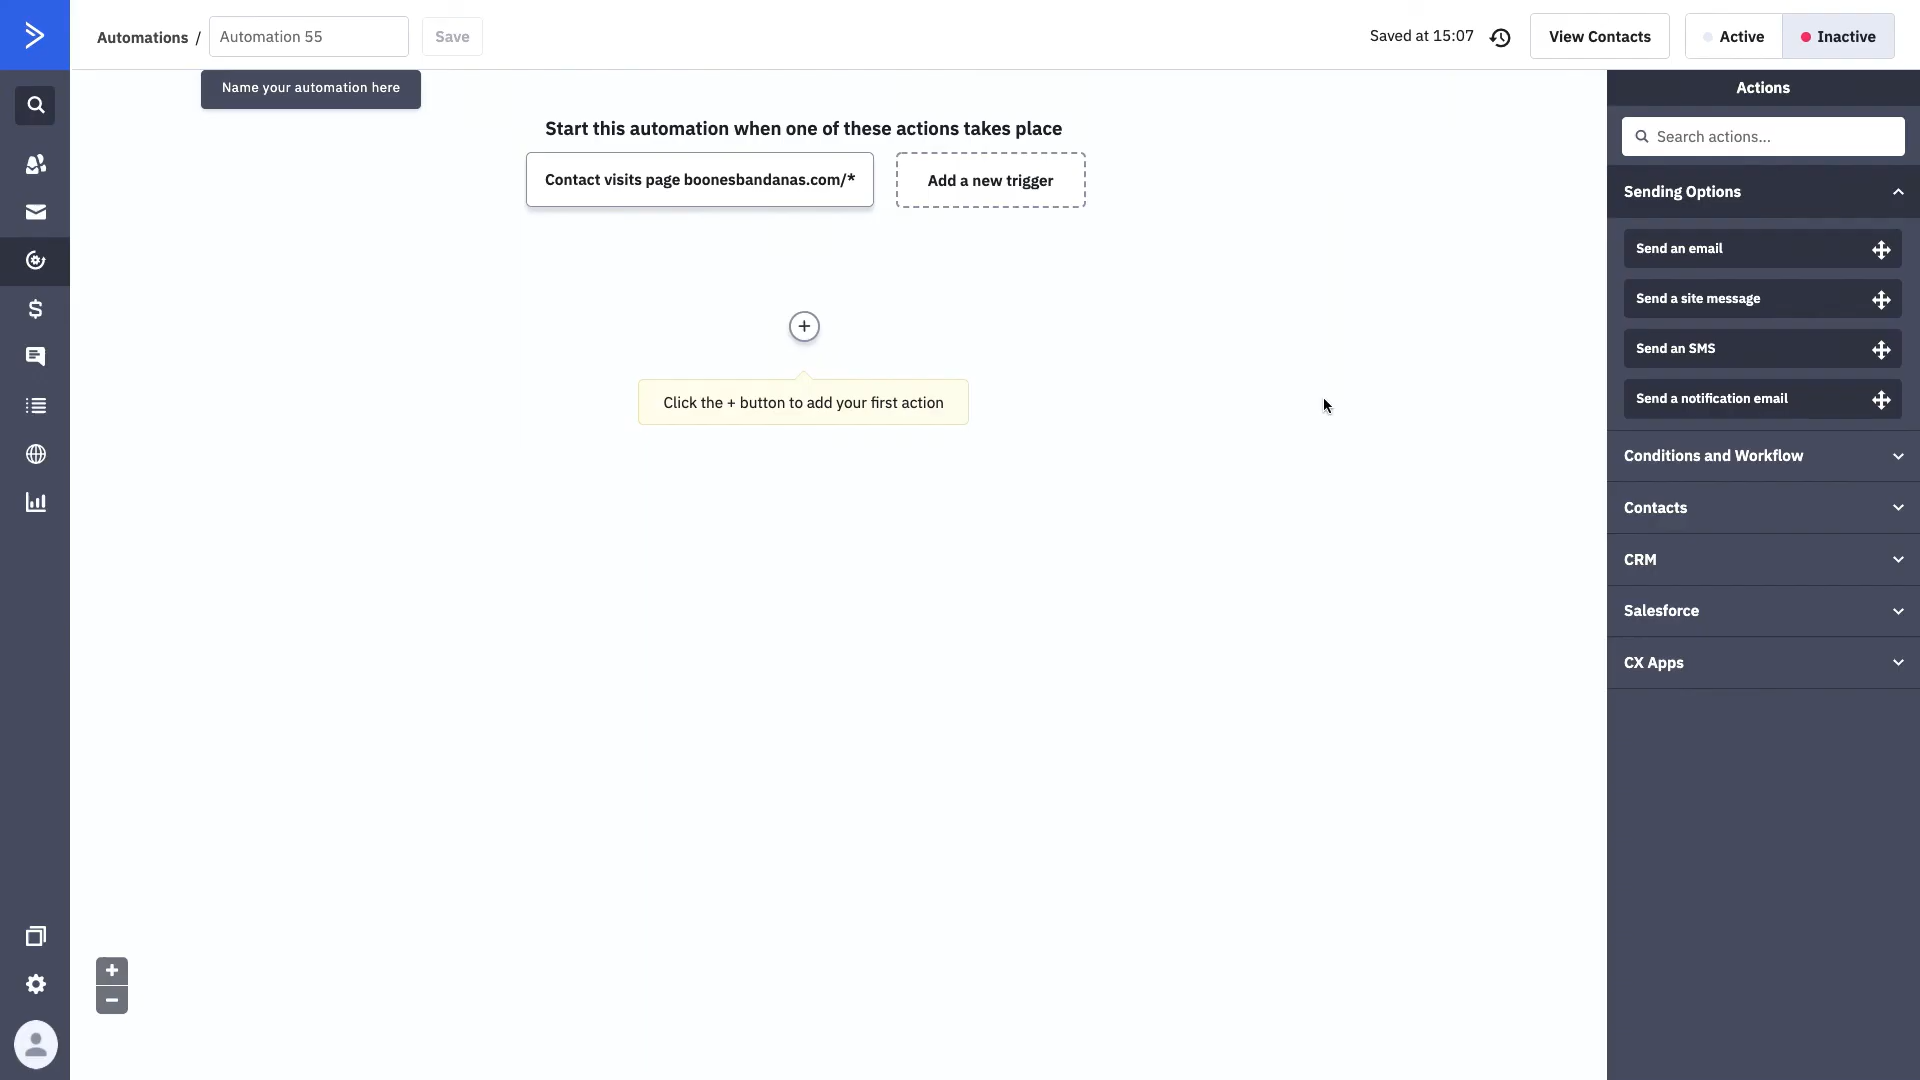 Automations /
Automation 55
Save
Saved at 15:07
View Contacts
Active
Inactive
Name your automation here
Start this automation when one of these actions takes place
Contact visits page boonesbandanas.com/*
Add a new trigger
Click the + button to add your first action
Actions
Search actions...
Sending Options
Send an email
Send a site message
Send an SMS
Send a notification email
Conditions and Workflow
Contacts
CRM
Salesforce
CX Apps